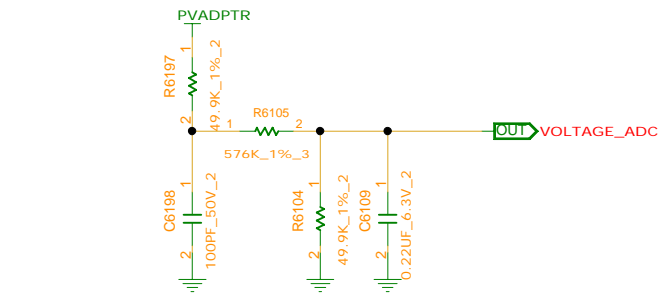 PVADPTR
1
R6197
49.9K_1%_2
2
R6105
1
2
576K_1%_3
OUT
VOLTAGE_ADC
1
C6198
100PF_50V_2
2
1
R6104
49.9K_1%_2
2
1
C6109
0.22UF_6.3V_2
2